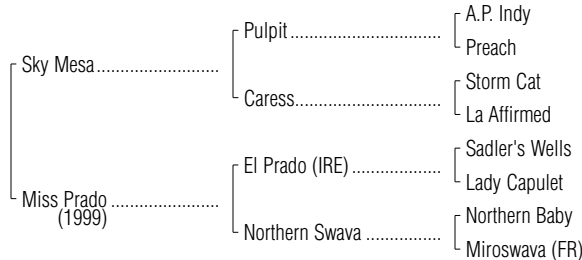 A.P. Indy
Pulpit
Preach
Sky Mesa
Storm Cat
Caress
La Affirmed
Sadler's Wells
El Prado (IRE)
Lady Capulet
Miss Prado
(1999)
Northern Baby
Northern Swava
Miroswava (FR)